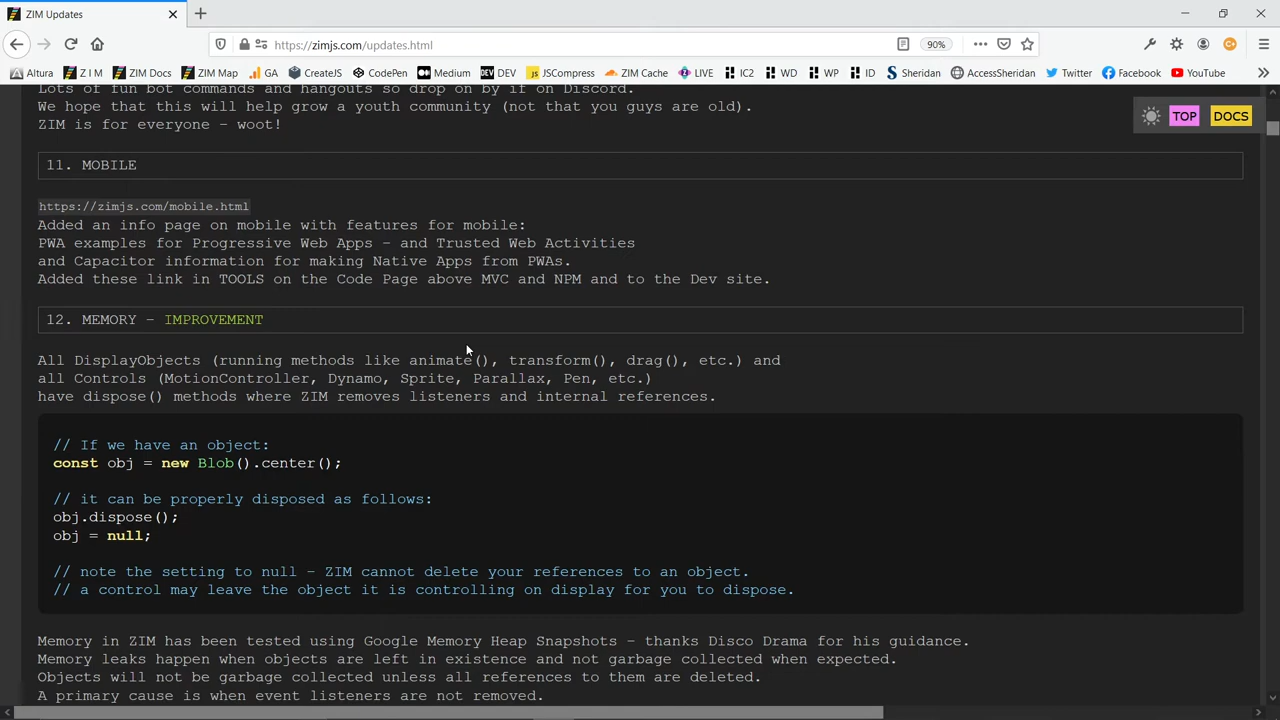 ZIM Updates
https://zimjs.com/updates.html
90%
Altura
Z I M
ZIM Docs
ZIM Map
GA
CreateJS
CodePen
Medium
DEV
JSCompress
ZIM Cache
LIVE
IC2
WD
WP
ID
Sheridan
AccessSheridan
Twitter
Facebook
YouTube
Lots of fun bot commands and hangouts so drop on by if on Discord.
We hope that this will help grow a youth community (not that you guys are old).
ZIM is for everyone - woot!
TOP
DOCS
11. MOBILE
https://zimjs.com/mobile.html
Added an info page on mobile with features for mobile:
PWA examples for Progressive Web Apps - and Trusted Web Activities
and Capacitor information for making Native Apps from PWAs.
Added these link in TOOLS on the Code Page above MVC and NPM and to the Dev site.
12. MEMORY - IMPROVEMENT
All DisplayObjects (running methods like animate(), transform(), drag(), etc.) and
all Controls (MotionController, Dynamo, Sprite, Parallax, Pen, etc.)
have dispose() methods where ZIM removes listeners and internal references.
// If we have an object:
const obj = new Blob().center();
// it can be properly disposed as follows:
obj.dispose();
obj = null;
// note the setting to null - ZIM cannot delete your references to an object.
// a control may leave the object it is controlling on display for you to dispose.
Memory in ZIM has been tested using Google Memory Heap Snapshots - thanks Disco Drama for his guidance.
Memory leaks happen when objects are left in existence and not garbage collected when expected.
Objects will not be garbage collected unless all references to them are deleted.
A primary cause is when event listeners are not removed.